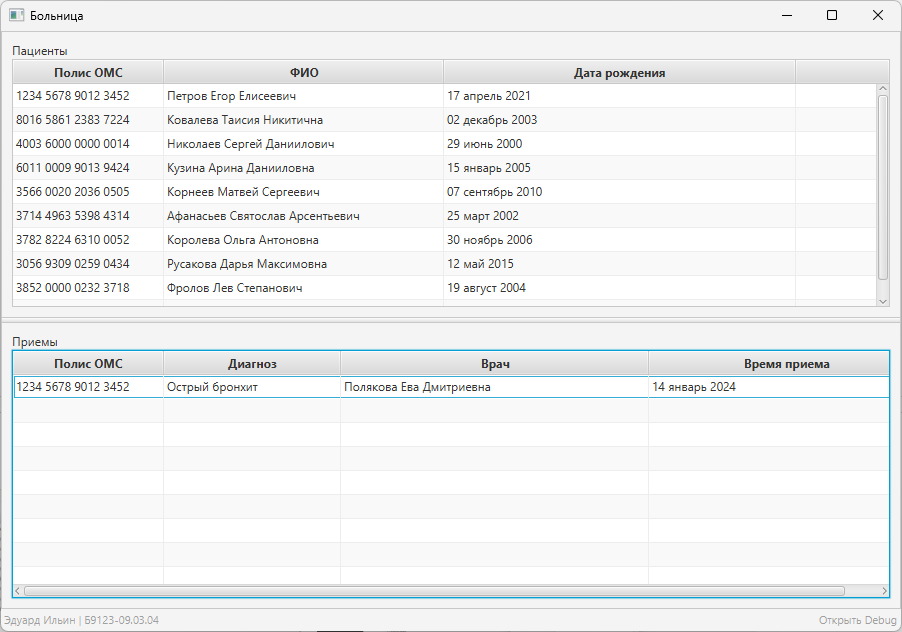 Больница
Пациенты
Полис ОМС ФИО Дата рождения
1234 5678 9012 3452 Петров Егор Елисеевич 17 апрель 2021
8016 5861 2383 7224 Ковалева Таисия Никитична 02 декабрь 2003
4003 6000 0000 0014 Николаев Сергей Даниилович 29 июнь 2000
6011 0009 9013 9424 Кузина Арина Данииловна 15 январь 2005
3566 0020 2036 0505 Корнеев Матвей Сергеевич 07 сентябрь 2010
3714 4963 5398 4314 Афанасьев Святослав Арсентьевич 25 март 2002
3782 8224 6310 0052 Королева Ольга Антоновна 30 ноябрь 2006
3056 9309 0259 0434 Русакова Дарья Максимовна 12 май 2015
3852 0000 0232 3718 Фролов Лев Степанович 19 август 2004
Приемы
Полис ОМС Диагноз Врач Время приема
1234 5678 9012 3452 Острый бронхит Полякова Ева Дмитриевна 14 январь 2024
Эдуард Ильин | Б9123-09.03.04 Открыть Debug